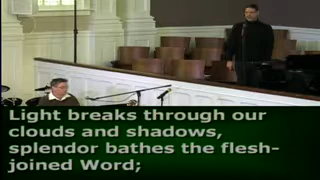 Light breaks through our
clouds and shadows,
splendor bathes the flesh-
joined Word;